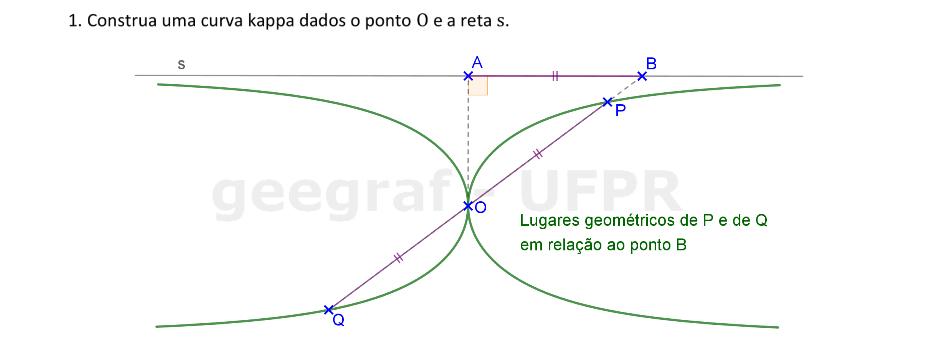 1. Construa uma curva kappa dados o ponto O e a reta s.
s
A
B
P
geegraf - UFPR
O
Lugares geométricos de P e de Q
em relação ao ponto B
Q